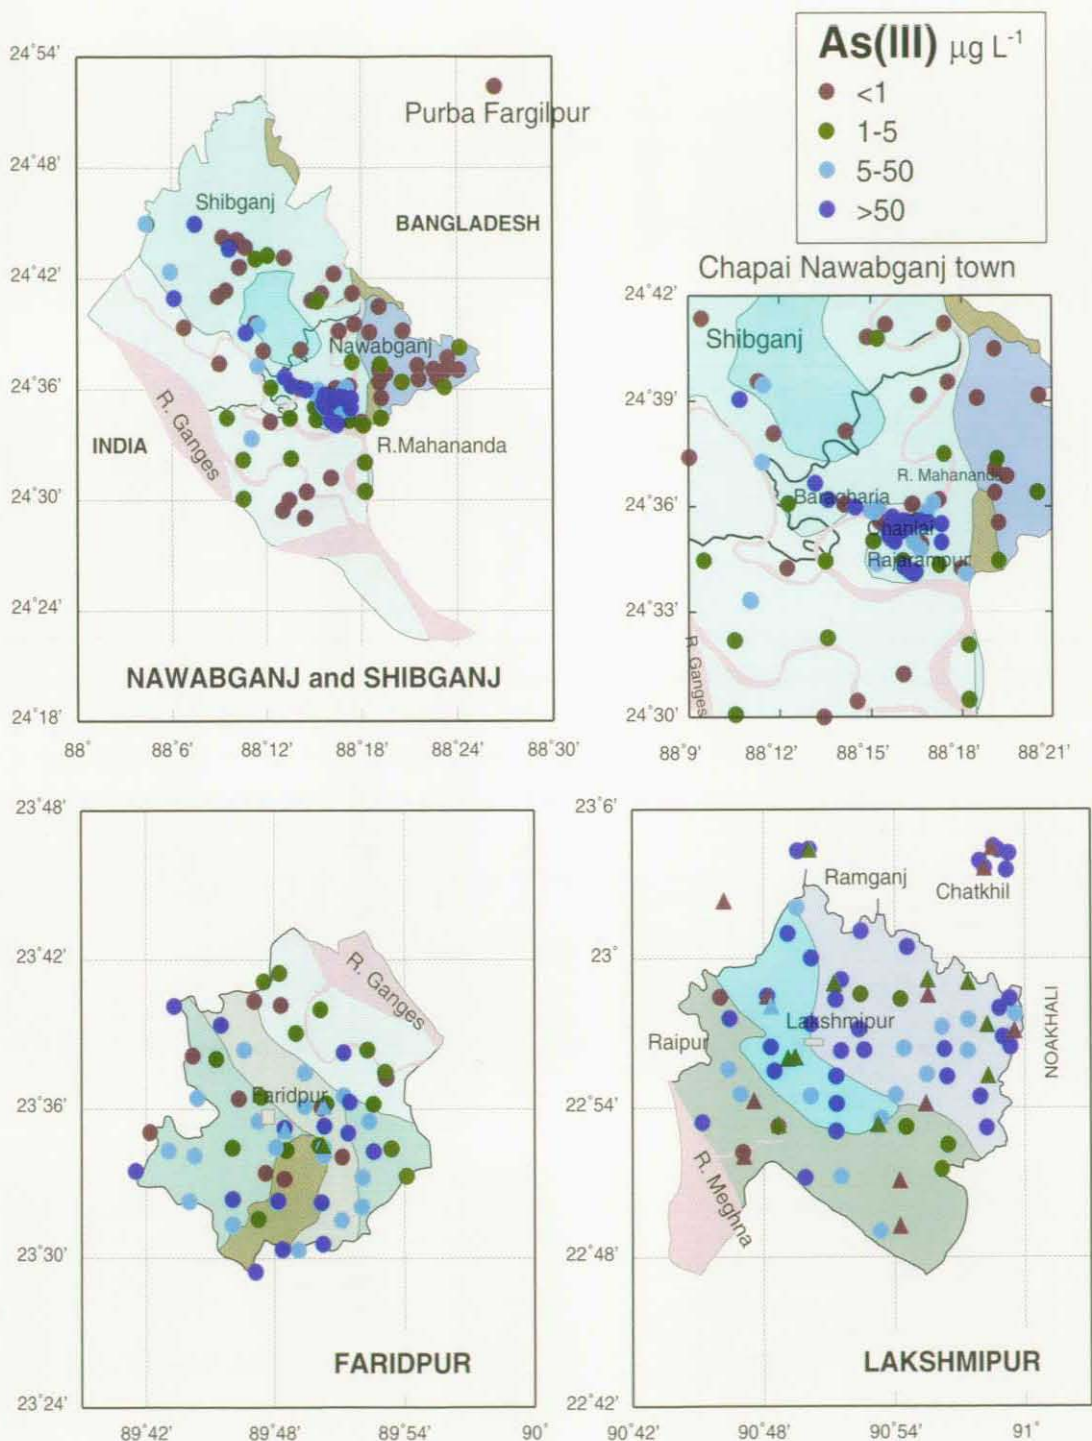 As(III) µg L⁻¹
<1
1-5
5-50
>50
24˚54'
24˚48'
24˚42'
24˚36'
24˚30'
24˚24'
24˚18'
88˚
88˚6'
88˚12'
88˚18'
88˚24'
88˚30'
Purba Fargilpur
Shibganj
BANGLADESH
Nawabganj
R. Ganges
INDIA
R.Mahananda
NAWABGANJ and SHIBGANJ
Chapai Nawabganj town
24˚42'
24˚39'
24˚36'
24˚33'
24˚30'
88˚9'
88˚12'
88˚15'
88˚18'
88˚21'
Shibganj
R. Mahananda
Baragharia
Chanlai
Rajarampur
R. Ganges
23˚48'
23˚42'
23˚36'
23˚30'
23˚24'
89˚42'
89˚48'
89˚54'
90˚
R. Ganges
Faridpur
FARIDPUR
23˚6'
23˚
22˚54'
22˚48'
22˚42'
90˚42'
90˚48'
90˚54'
91˚
Ramganj
Chatkhil
Lakshmipur
Raipur
NOAKHALI
R. Meghna
LAKSHMIPUR